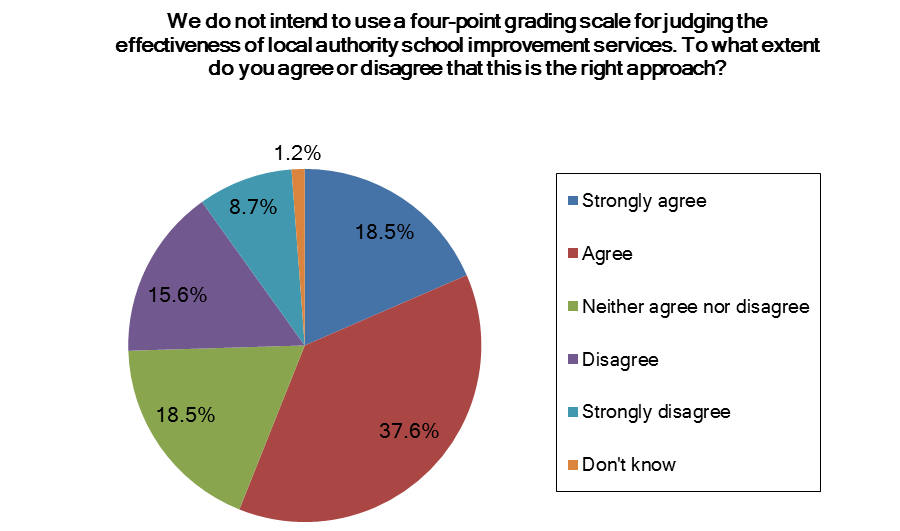 We do not intend to use a four-point grading scale for judging the
effectiveness of local authority school improvement services. To what extent
do you agree or disagree that this is the right approach?
1.2%
8.7%
18.5%
15.6%
18.5%
37.6%
Strongly agree
Agree
Neither agree nor disagree
Disagree
Strongly disagree
Don't know